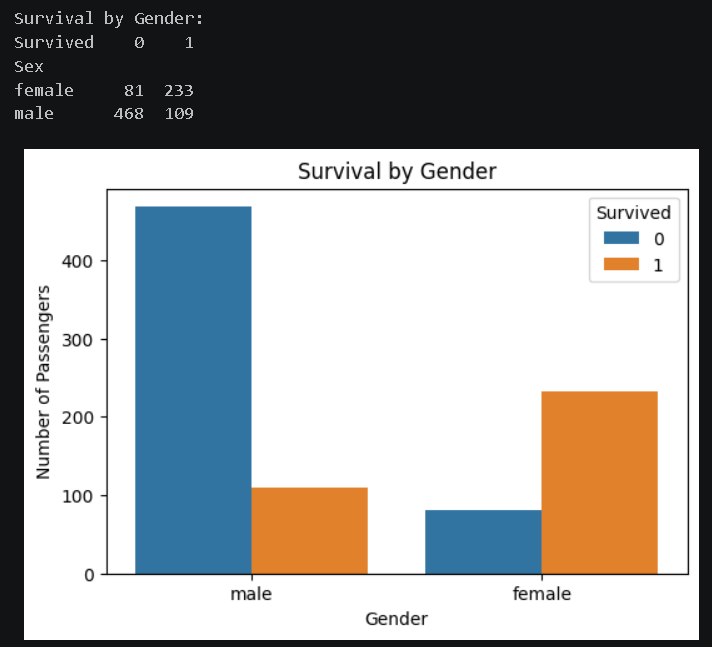 Survival by Gender:
Survived    0    1
Sex
female     81  233
male      468  109
Survival by Gender
Survived
0
1
Number of Passengers
400
300
200
100
0
male female
Gender